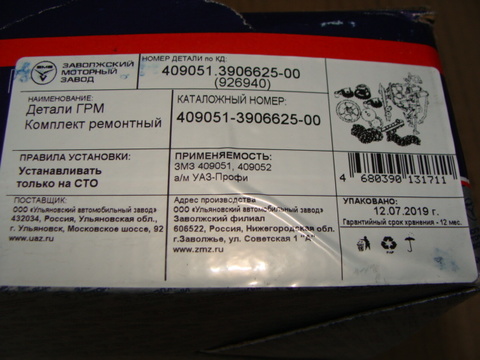 ЗАВОЛЖСКИЙ
МОТОРНЫЙ
ЗАВОД
НОМЕР ДЕТАЛИ по КД:
409051.3906625-00
(926940)
НАИМЕНОВАНИЕ:
Детали ГРМ
Комплект ремонтный
КАТАЛОЖНЫЙ НОМЕР:
409051-3906625-00
ПРАВИЛА УСТАНОВКИ:
Устанавливать
только на СТО
ПРИМЕНЯЕМОСТЬ:
ЗМЗ 409051, 409052
а/м УАЗ-Профи
4 680390 131711
ПОСТАВЩИК:
ООО «Ульяновский автомобильный завод»
432034, Россия, Ульяновская обл.,
г. Ульяновск, Московское шоссе, 92
www.uaz.ru
Адрес производства
ООО «Ульяновский автомобильный завод»
Заволжский филиал
606522, Россия, Нижегородская обл.
г.Заволжье, ул. Советская 1 "А"
www.zmz.ru
УПАКОВАНО:
12.07.2019 г.
Гарантийный срок хранения - 12 мес.